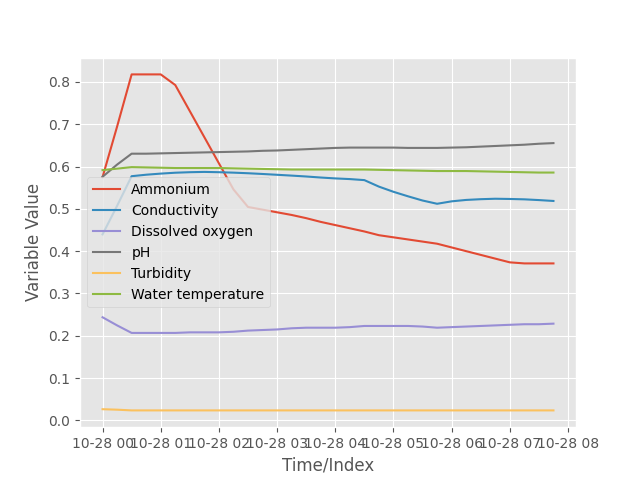 0.8
0.7
0.6
0.5
0.4
0.3
0.2
0.1
0.0
Variable Value
Ammonium
Conductivity
Dissolved oxygen
pH
Turbidity
Water temperature
10-28 00 10-28 01 10-28 02 10-28 03 10-28 04 10-28 05 10-28 06 10-28 07 10-28 08
Time/Index